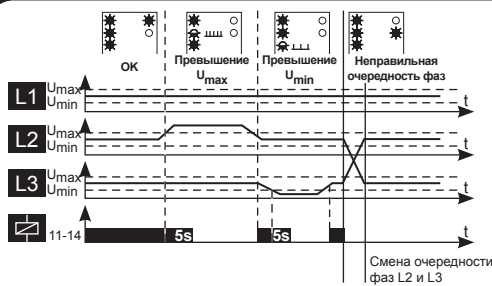 OK
Превышение
Umax
Превышение
Umin
Неправильная
очередность фаз
L1
Umax
Umin
t
L2
Umax
Umin
t
L3
Umax
Umin
t
11-14
5s
5s
t
Смена очередности
фаз L2 и L3